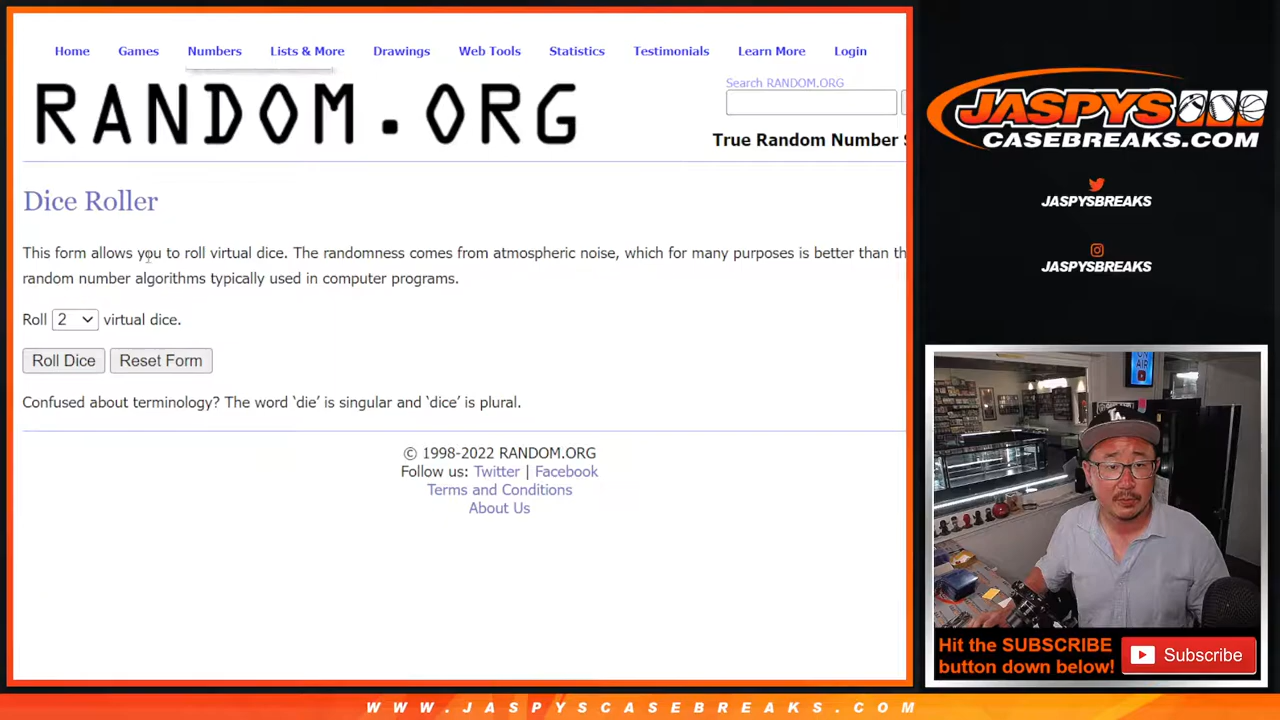 Home Games Numbers Lists & More Drawings Web Tools Statistics Testimonials Learn More Login
RANDOM.ORG
Search RANDOM.ORG
True Random Number S
Dice Roller
This form allows you to roll virtual dice. The randomness comes from atmospheric noise, which for many purposes is better than th
random number algorithms typically used in computer programs.
Roll 2 virtual dice.
Roll Dice Reset Form
Confused about terminology? The word ‘die’ is singular and ‘dice’ is plural.
© 1998-2022 RANDOM.ORG
Follow us: Twitter | Facebook
Terms and Conditions
About Us
JASPYS
CASEBREAKS.COM
JASPYSBREAKS
JASPYSBREAKS
ON
AIR
LA
Hit the SUBSCRIBE
button down below!
Subscribe
WWW.JASPYSCASEBREAKS.COM